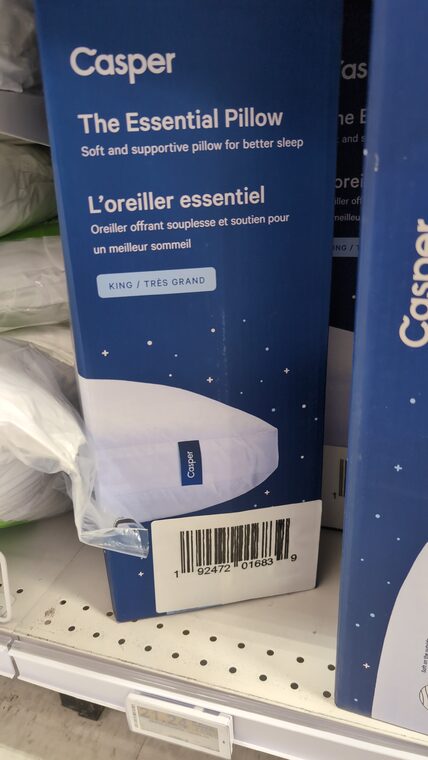 Casper
The Essential Pillow
Soft and supportive pillow for better sleep
L'oreiller essentiel
Oreiller offrant souplesse et soutien pour
un meilleur sommeil
KING / TRÈS GRAND
Casper
1 92472 01683 9
Casper